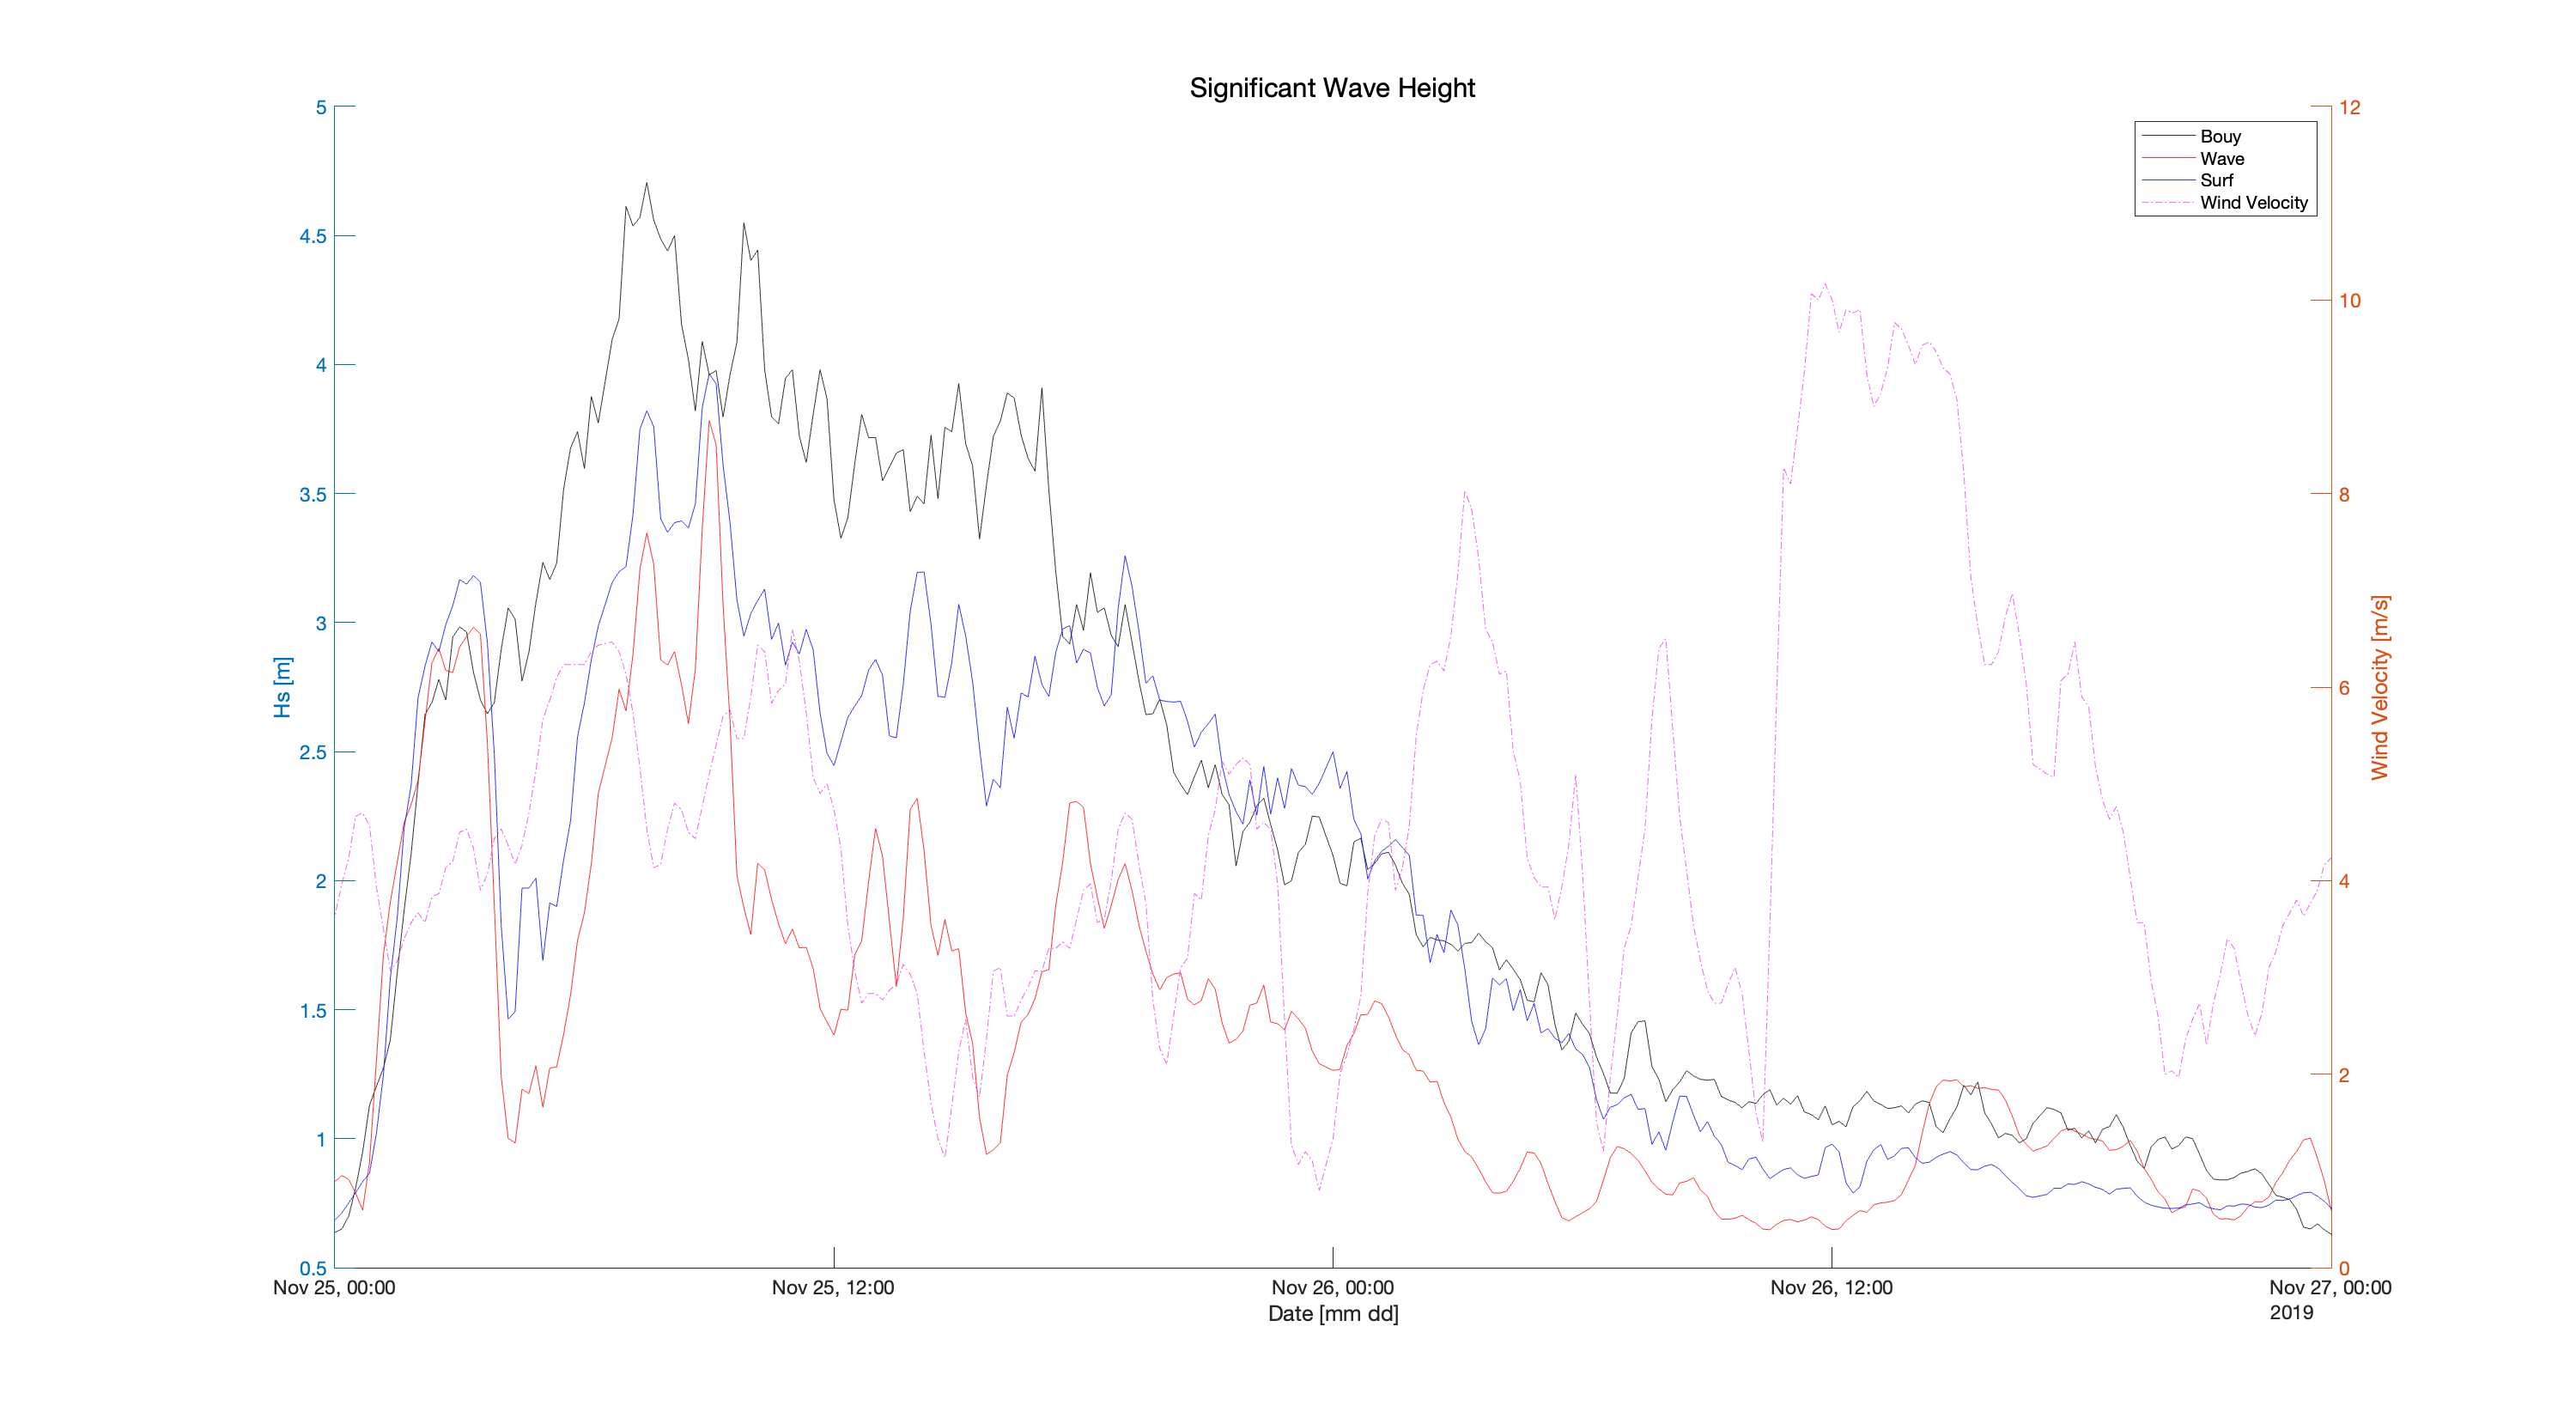 Significant Wave Height
5
4.5
4
3.5
3
2.5
2
1.5
1
0.5
Hs [m]
12
10
8
6
4
2
0
Wind Velocity [m/s]
Bouy
Wave
Surf
Wind Velocity
Nov 25, 00:00
Nov 25, 12:00
Nov 26, 00:00
Nov 26, 12:00
Nov 27, 00:00
2019
Date [mm dd]